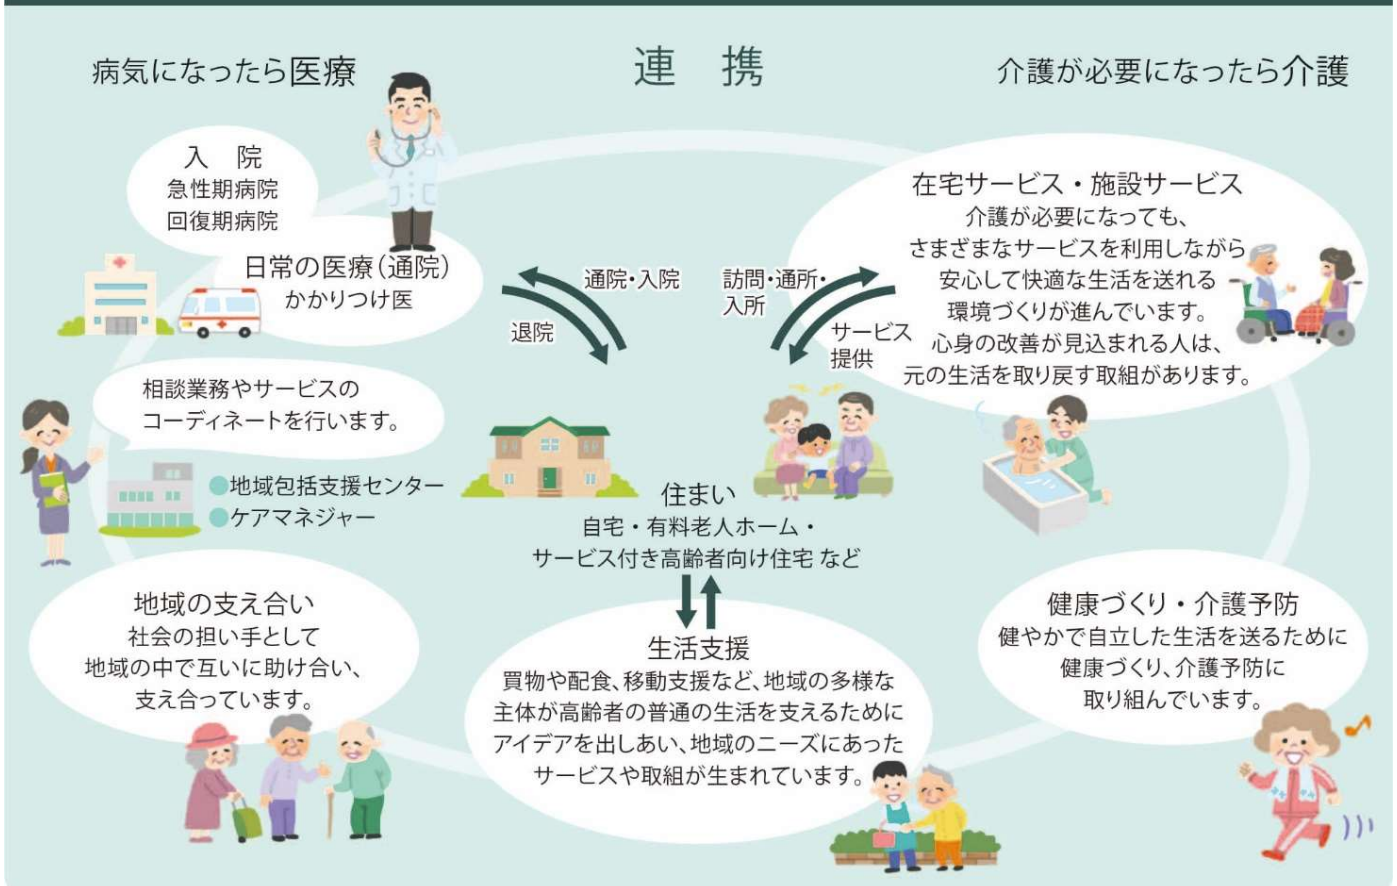 病気になったら医療
連　携
介護が必要になったら介護
入　院
急性期病院
回復期病院
日常の医療(通院)
かかりつけ医
通院・入院
退院
訪問・通所・
入所
サービス
提供
在宅サービス・施設サービス
介護が必要になっても、
さまざまなサービスを利用しながら
安心して快適な生活を送れる
環境づくりが進んでいます。
心身の改善が見込まれる人は、
元の生活を取り戻す取組があります。
相談業務やサービスの
コーディネートを行います。
●地域包括支援センター
●ケアマネジャー
住まい
自宅・有料老人ホーム・
サービス付き高齢者向け住宅 など
地域の支え合い
社会の担い手として
地域の中で互いに助け合い、
支え合っています。
生活支援
買物や配食、移動支援など、地域の多様な
主体が高齢者の普通の生活を支えるために
アイデアを出しあい、地域のニーズにあった
サービスや取組が生まれています。
健康づくり・介護予防
健やかで自立した生活を送るために
健康づくり、介護予防に
取り組んでいます。